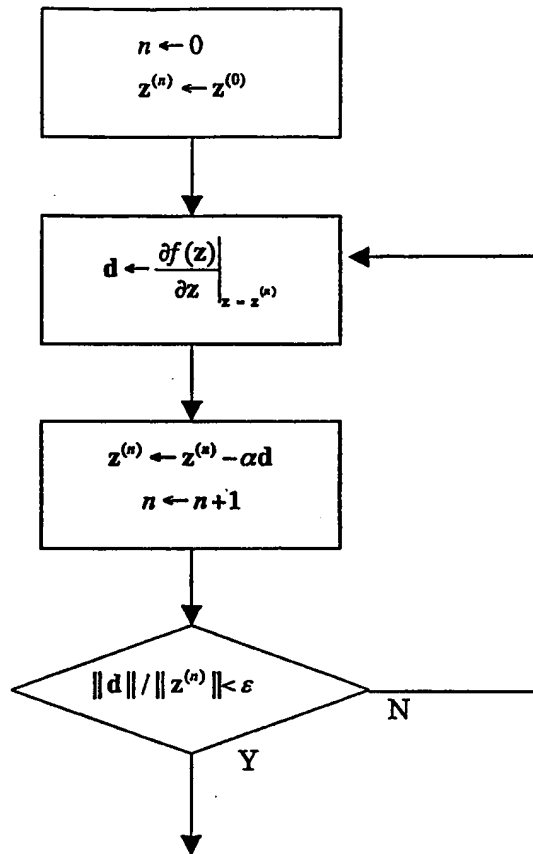 n ← 0
z⁽ⁿ⁾ ← z⁽⁰⁾
d ← ∂f(z)/∂z |z = z⁽ⁿ⁾
z⁽ⁿ⁾ ← z⁽ⁿ⁾ − αd
n ← n+1
‖d‖ / ‖z⁽ⁿ⁾‖ < ε
N
Y